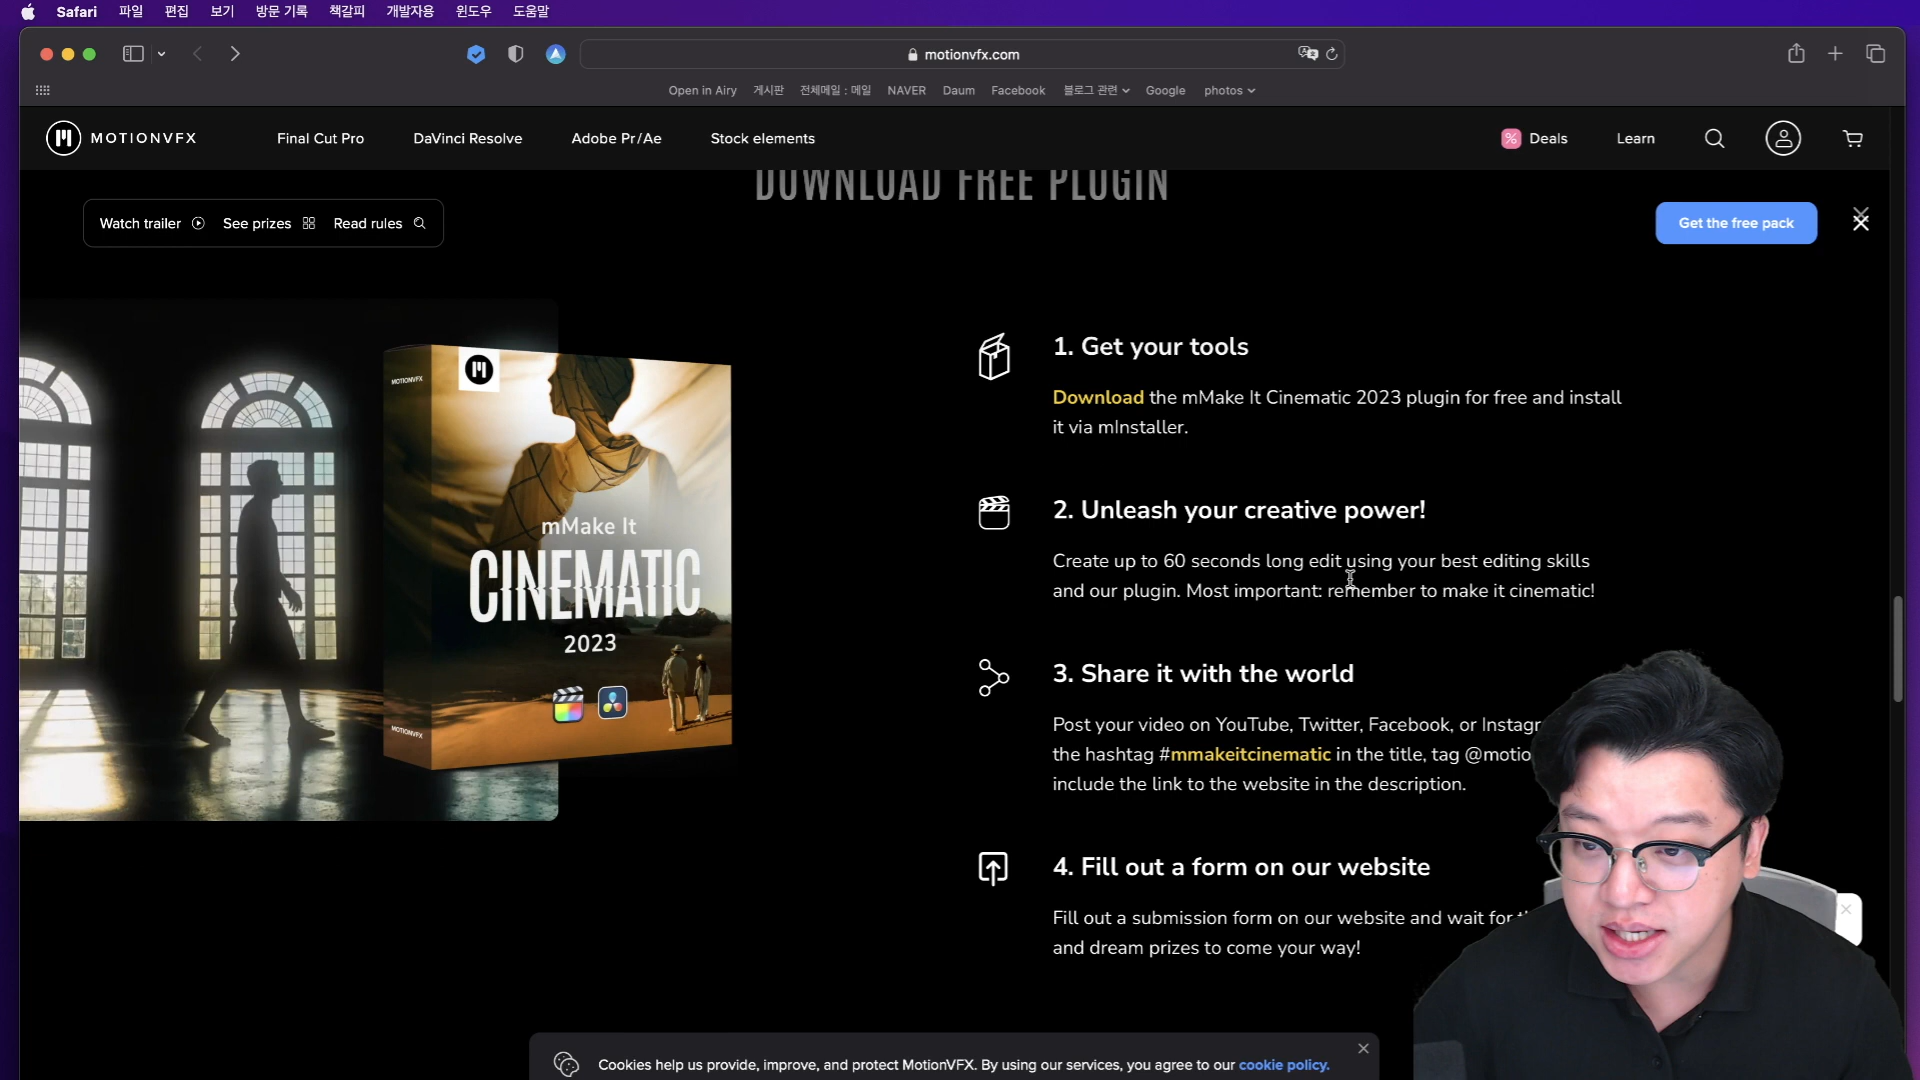 Safari 파일 편집 보기 방문 기록 책갈피 개발자용 윈도우 도움말
motionvfx.com
Open in Airy 게시판 전체메일 : 메일 NAVER Daum Facebook 블로그 관련 Google photos
MOTIONVFX Final Cut Pro DaVinci Resolve Adobe Pr/Ae Stock elements % Deals Learn
DOWNLOAD FREE PLUGIN
Watch trailer See prizes Read rules Get the free pack
MOTIONVFX
mMake It
CINEMATIC
2023
MOTIONVFX
1. Get your tools
Download the mMake It Cinematic 2023 plugin for free and install
it via mInstaller.
2. Unleash your creative power!
Create up to 60 seconds long edit using your best editing skills
and our plugin. Most important: remember to make it cinematic!
3. Share it with the world
Post your video on YouTube, Twitter, Facebook, or Instagr
the hashtag #mmakeitcinematic in the title, tag @motio
include the link to the website in the description.
4. Fill out a form on our website
Fill out a submission form on our website and wait for
and dream prizes to come your way!
Cookies help us provide, improve, and protect MotionVFX. By using our services, you agree to our cookie policy.